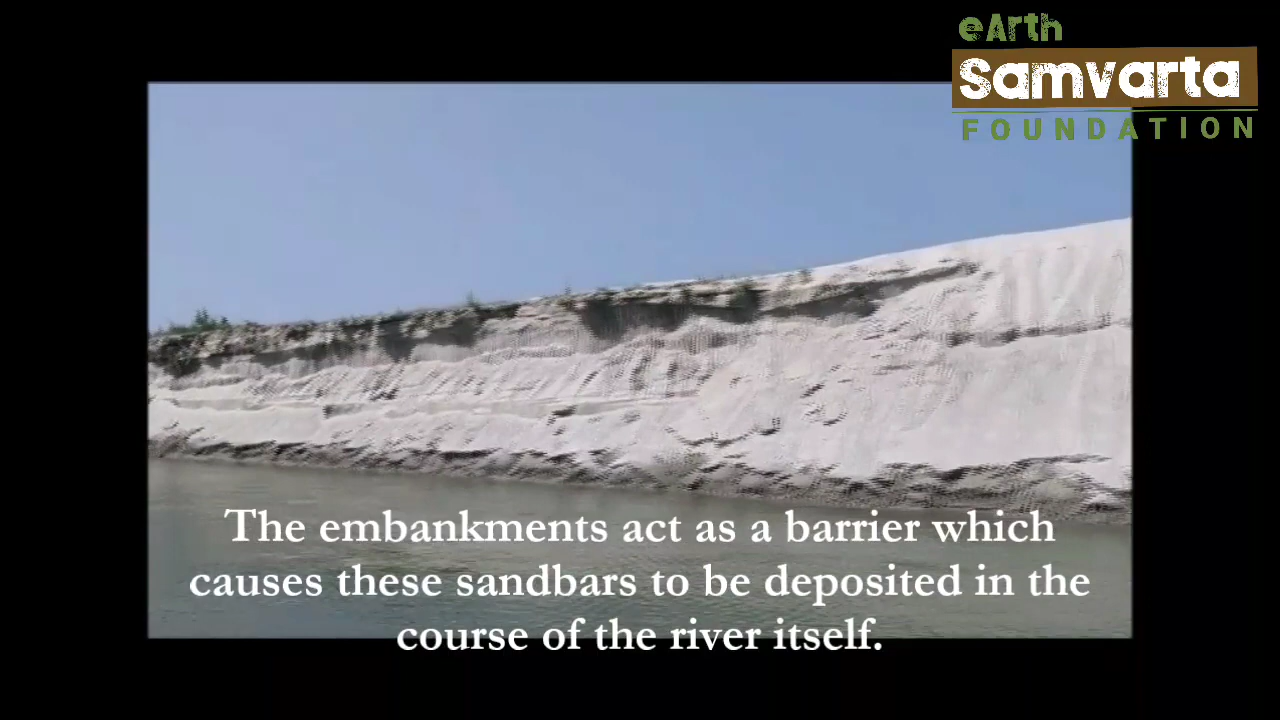 eArth
Samvarta
FOUNDATION
The embankments act as a barrier which
causes these sandbars to be deposited in the
course of the river itself.